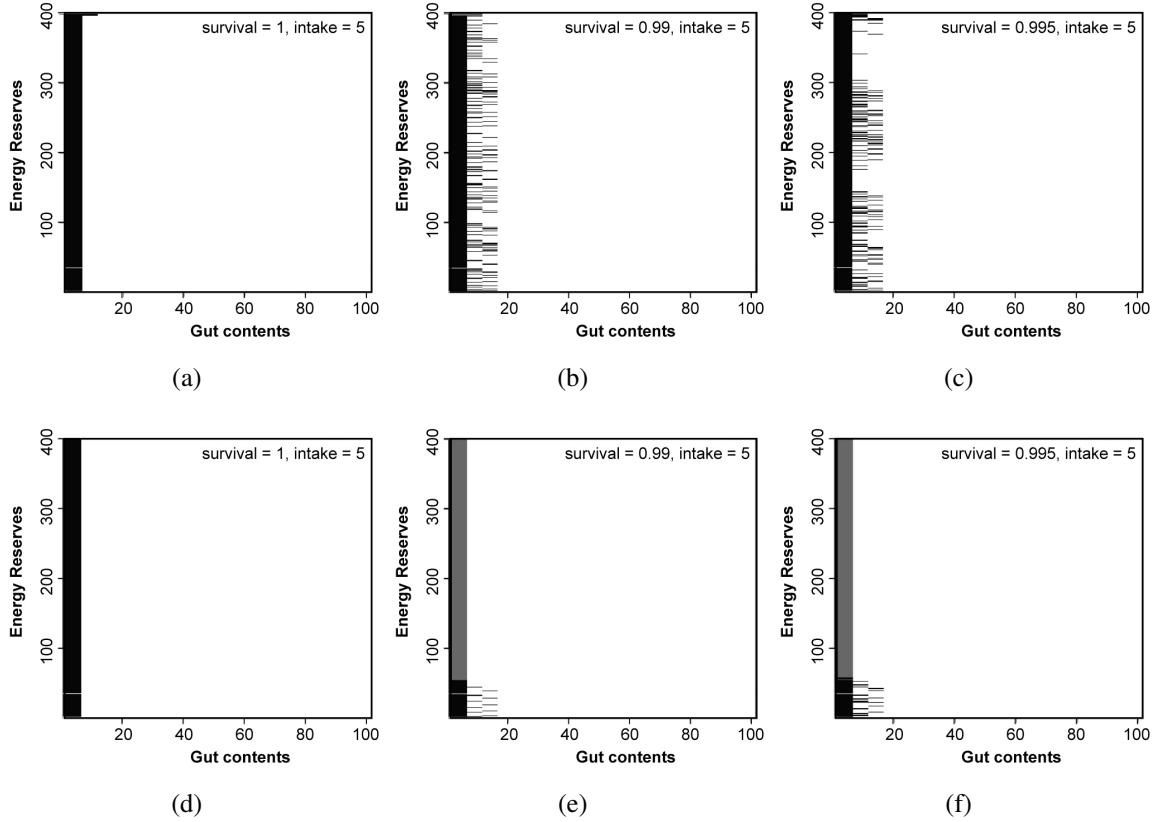 survival = 1, intake = 5
400
300
200
100
Energy Reserves
20 40 60 80 100
Gut contents
(a)
survival = 0.99, intake = 5
400
300
200
100
Energy Reserves
20 40 60 80 100
Gut contents
(b)
survival = 0.995, intake = 5
400
300
200
100
Energy Reserves
20 40 60 80 100
Gut contents
(c)
survival = 1, intake = 5
400
300
200
100
Energy Reserves
20 40 60 80 100
Gut contents
(d)
survival = 0.99, intake = 5
400
300
200
100
Energy Reserves
20 40 60 80 100
Gut contents
(e)
survival = 0.995, intake = 5
400
300
200
100
Energy Reserves
20 40 60 80 100
Gut contents
(f)